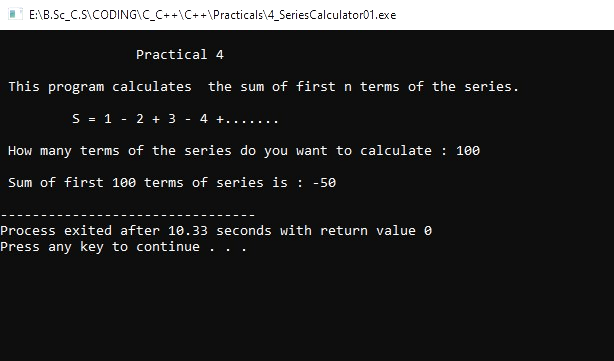 E:\B.Sc_C.S\CODING\C_C++\C++\Practicals\4_SeriesCalculator01.exe
Practical 4
This program calculates  the sum of first n terms of the series.
S = 1 - 2 + 3 - 4 +.......
How many terms of the series do you want to calculate : 100
Sum of first 100 terms of series is : -50
--------------------------------
Process exited after 10.33 seconds with return value 0
Press any key to continue . . .